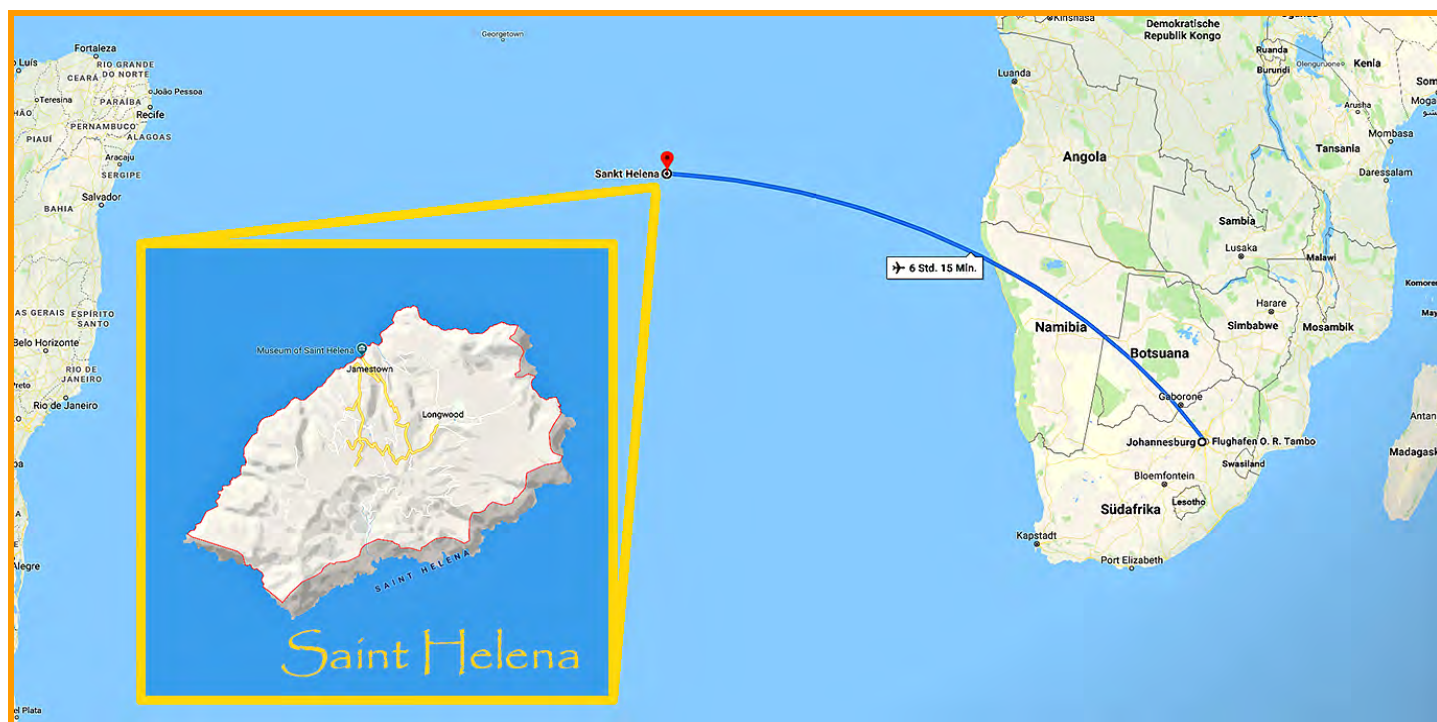 Fortaleza
RIO GRANDE
DO NORTE
CEARÁ
Teresina
PARAÍBA
João Pessoa
Recife
PERNAMBUCO
PIAUÍ
ALAGOAS
Aracaju
SERGIPE
Salvador
BAHIA
ESPÍRITO
SANTO
Belo Horizonte
RIO DE
JANEIRO
Rio de Janeiro
Georgetown
Sankt Helena
6 Std. 15 Min.
Museum of Saint Helena
Jamestown
Longwood
SAINT HELENA
Saint Helena
Kinshasa
Demokratische
Republik Kongo
Ruanda
Burundi
Olenguruone
Kenia
Luanda
Arusha
Mombasa
Tansania
Daressalam
Angola
Sambia
Lusaka
Malawi
Harare
Simbabwe
Mosambik
Namibia
Botsuana
Gaborone
Johannesburg
Flughafen O. R. Tambo
Swasiland
Bloemfontein
Lesotho
Südafrika
Kapstadt
Port Elizabeth